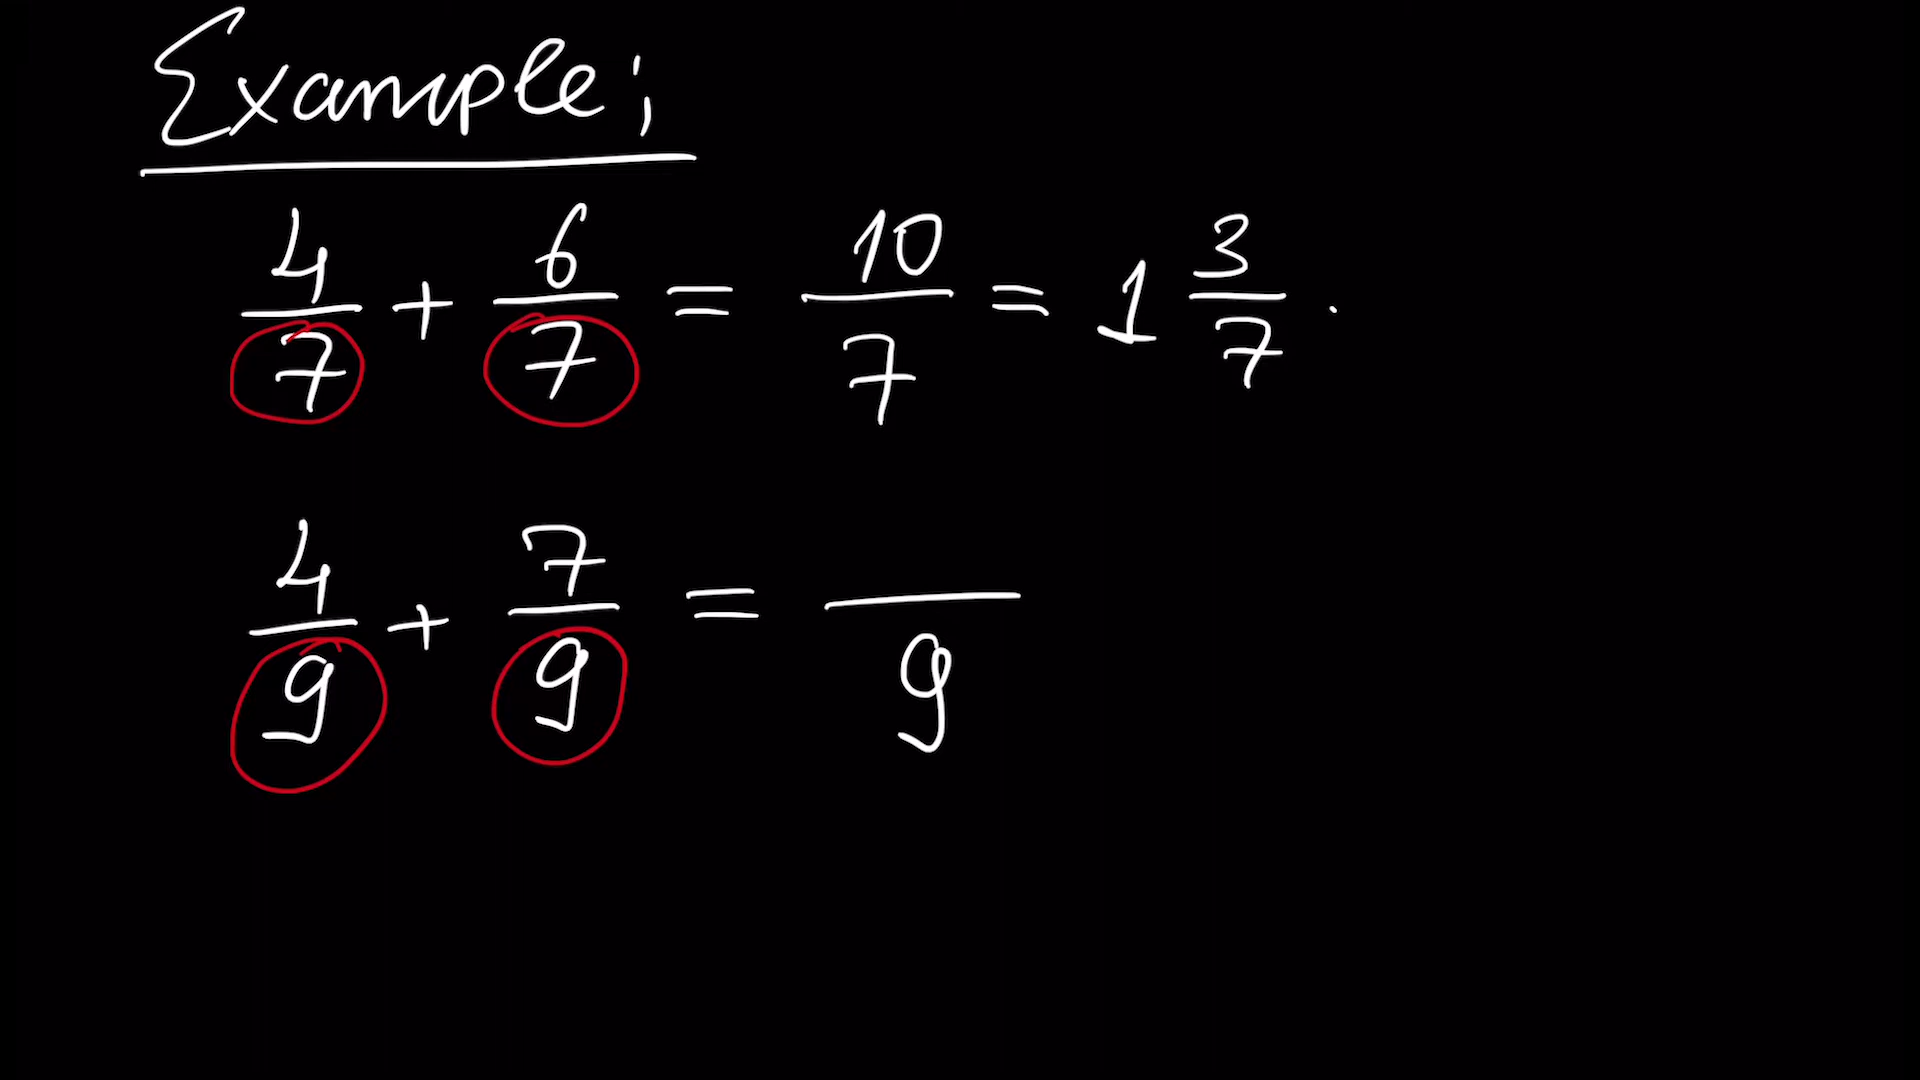 Example:
4/7 + 6/7 = 10/7 = 1 3/7 .
4/9 + 7/9 = /9